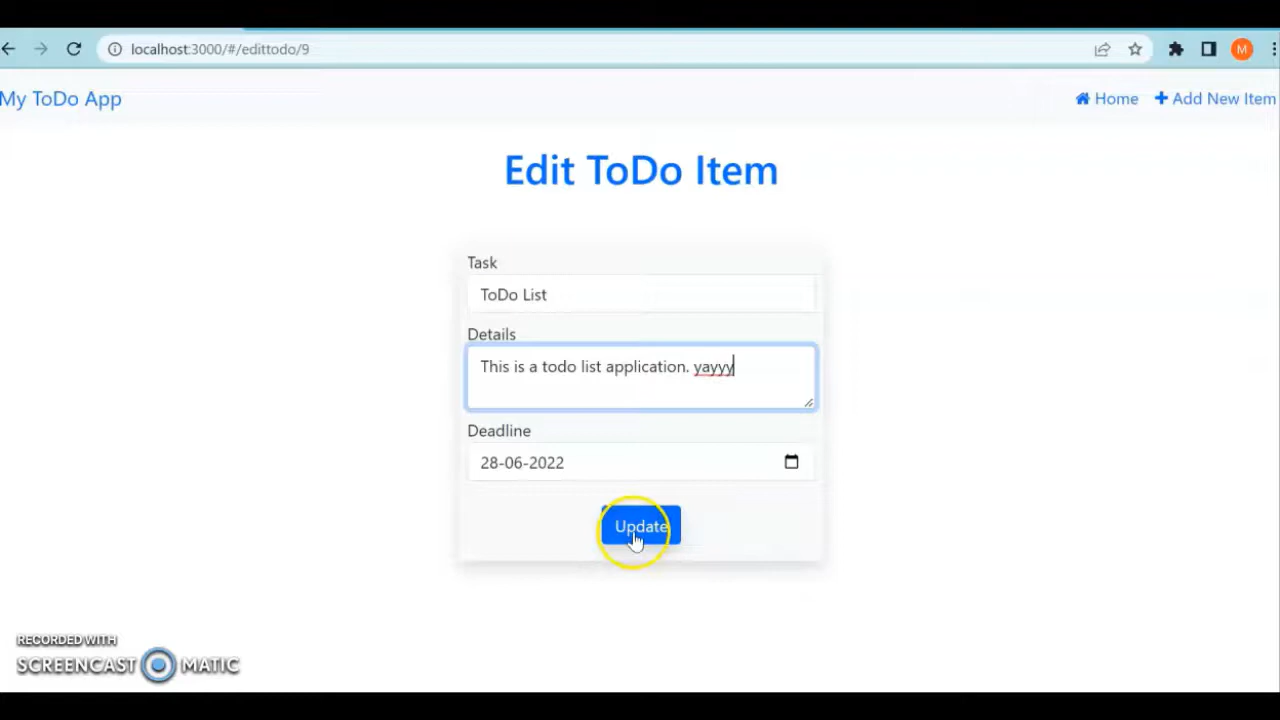 localhost:3000/#/edittodo/9
M
My ToDo App
Home
Add New Item
Edit ToDo Item
Task
ToDo List
Details
This is a todo list application. yayyy
Deadline
28-06-2022
Update
RECORDED WITH
SCREENCAST MATIC